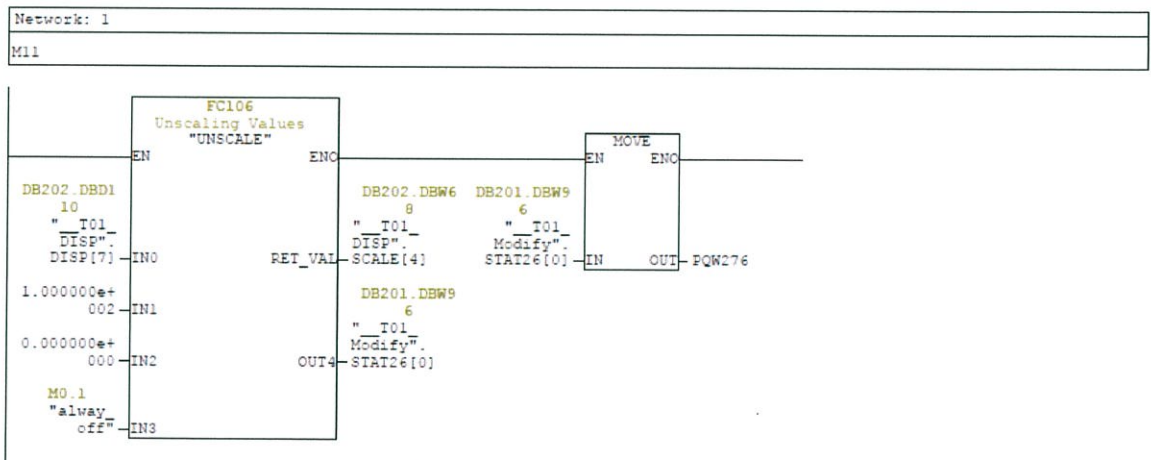 Network: 1
M11
FC106
Unscaling Values
"UNSCALE"
MOVE
EN ENO
EN ENO
DB202.DBD1
10
"__T01_
DISP".
DISP[7]
IN0
RET_VAL
DB202.DBW6
8
"__T01_
DISP".
SCALE[4]
DB201.DBW9
6
"__T01_
Modify".
STAT26[0]
IN
OUT
PQW276
1.000000e+
002
IN1
0.000000e+
000
IN2
OUT4
DB201.DBW9
6
"__T01_
Modify".
STAT26[0]
M0.1
"alway_
off"
IN3